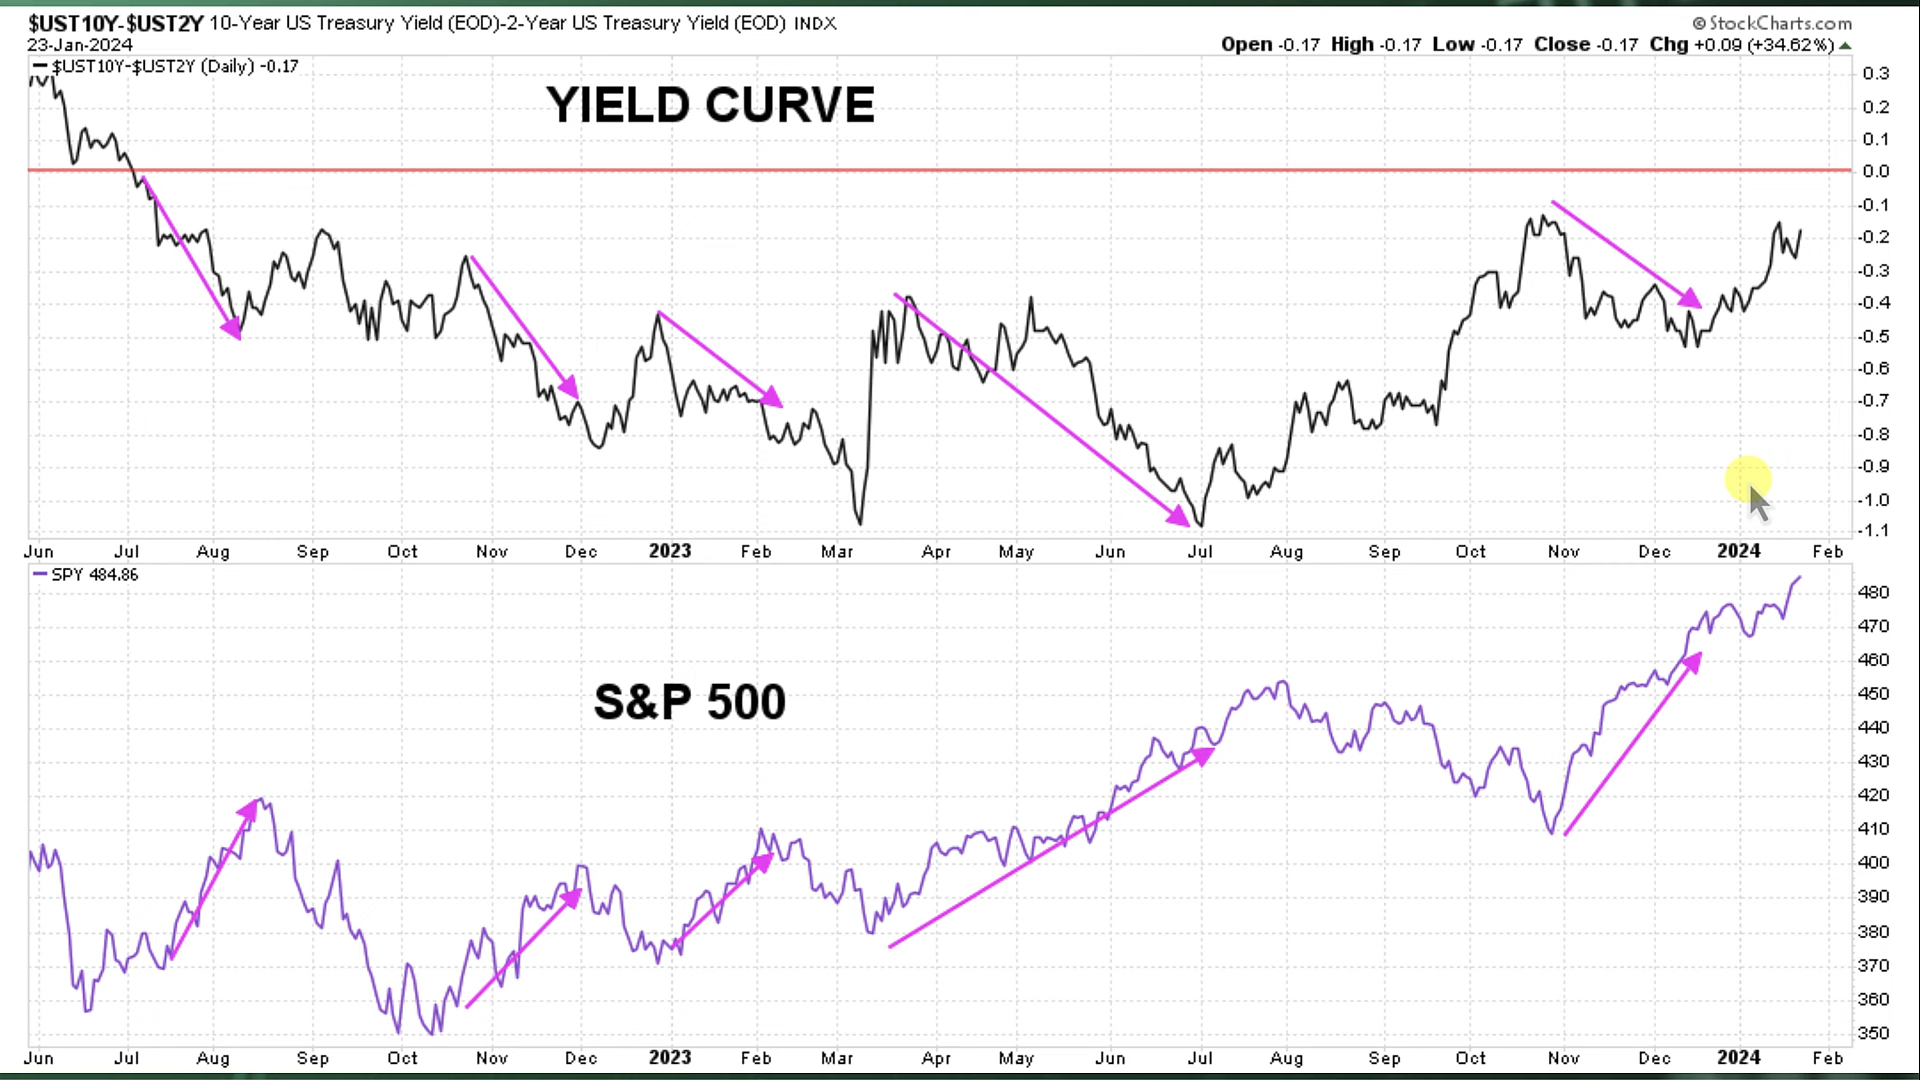 $UST10Y-$UST2Y 10-Year US Treasury Yield (EOD)-2-Year US Treasury Yield (EOD) INDX
© StockCharts.com
23-Jan-2024
Open -0.17 High -0.17 Low -0.17 Close -0.17 Chg +0.09 (+34.62%)
$UST10Y-$UST2Y (Daily) -0.17
YIELD CURVE
0.3
0.2
0.1
0.0
-0.1
-0.2
-0.3
-0.4
-0.5
-0.6
-0.7
-0.8
-0.9
-1.0
-1.1
Jun Jul Aug Sep Oct Nov Dec 2023 Feb Mar Apr May Jun Jul Aug Sep Oct Nov Dec 2024 Feb
SPY 484.86
S&P 500
480
470
460
450
440
430
420
410
400
390
380
370
360
350
Jun Jul Aug Sep Oct Nov Dec 2023 Feb Mar Apr May Jun Jul Aug Sep Oct Nov Dec 2024 Feb